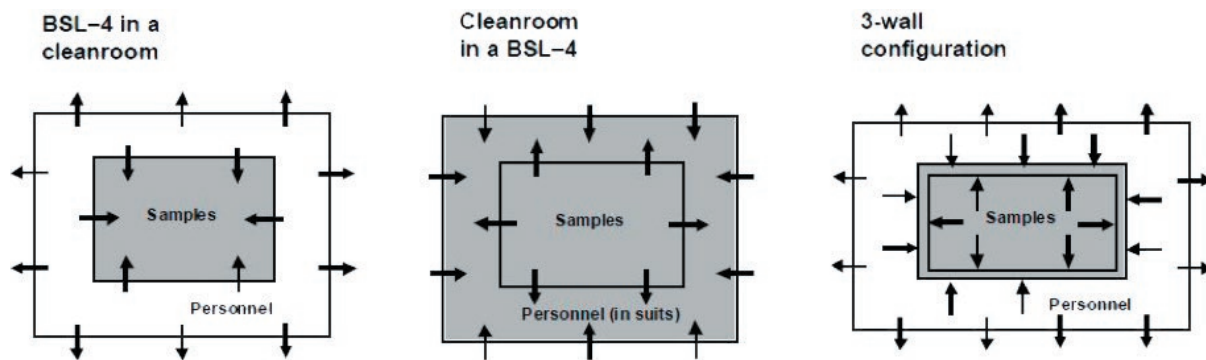 BSL–4 in a
cleanroom
Samples
Personnel
Cleanroom
in a BSL–4
Samples
Personnel (in suits)
3-wall
configuration
Samples
Personnel